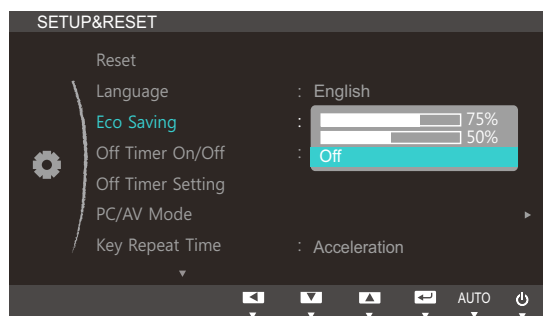 SETUP&RESET
Reset
Language : English
Eco Saving : 75%
50%
Off Timer On/Off : Off
Off Timer Setting
PC/AV Mode
Key Repeat Time : Acceleration
AUTO